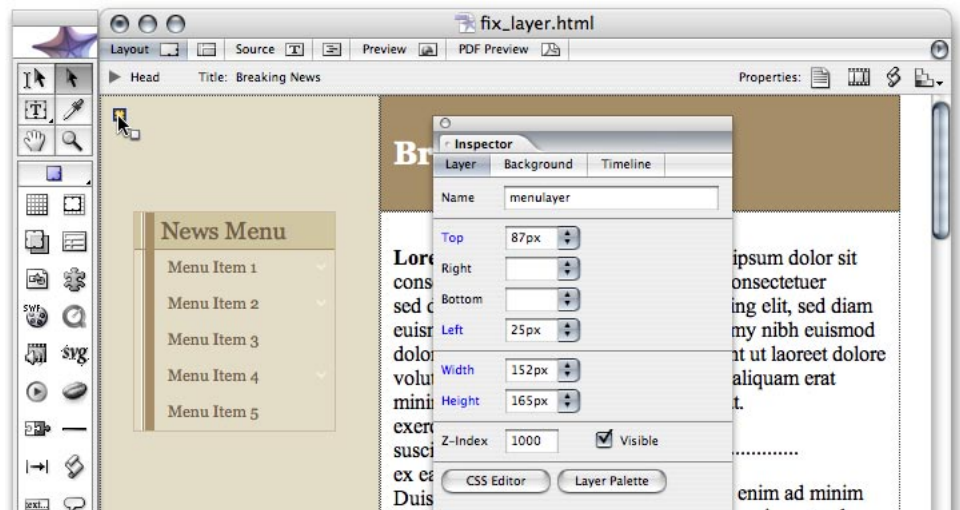 fix_layer.html
Layout Source T Preview PDF Preview
Head Title: Breaking News Properties:
T
Br
Inspector
Layer Background Timeline
Name menulayer
Top 87px
Right
Bottom
Left 25px
Width 152px
Height 165px
Z-Index 1000 Visible
CSS Editor Layer Palette
News Menu
Menu Item 1
Menu Item 2
Menu Item 3
Menu Item 4
Menu Item 5
SWF
svg
text...
Lore ipsum dolor sit
cons onsectetuer
sed d ing elit, sed diam
euisr my nibh euismod
dolor nt ut laoreet dolore
volut aliquam erat
mini t.
exerc
susci
ex ea
Duis enim ad minim